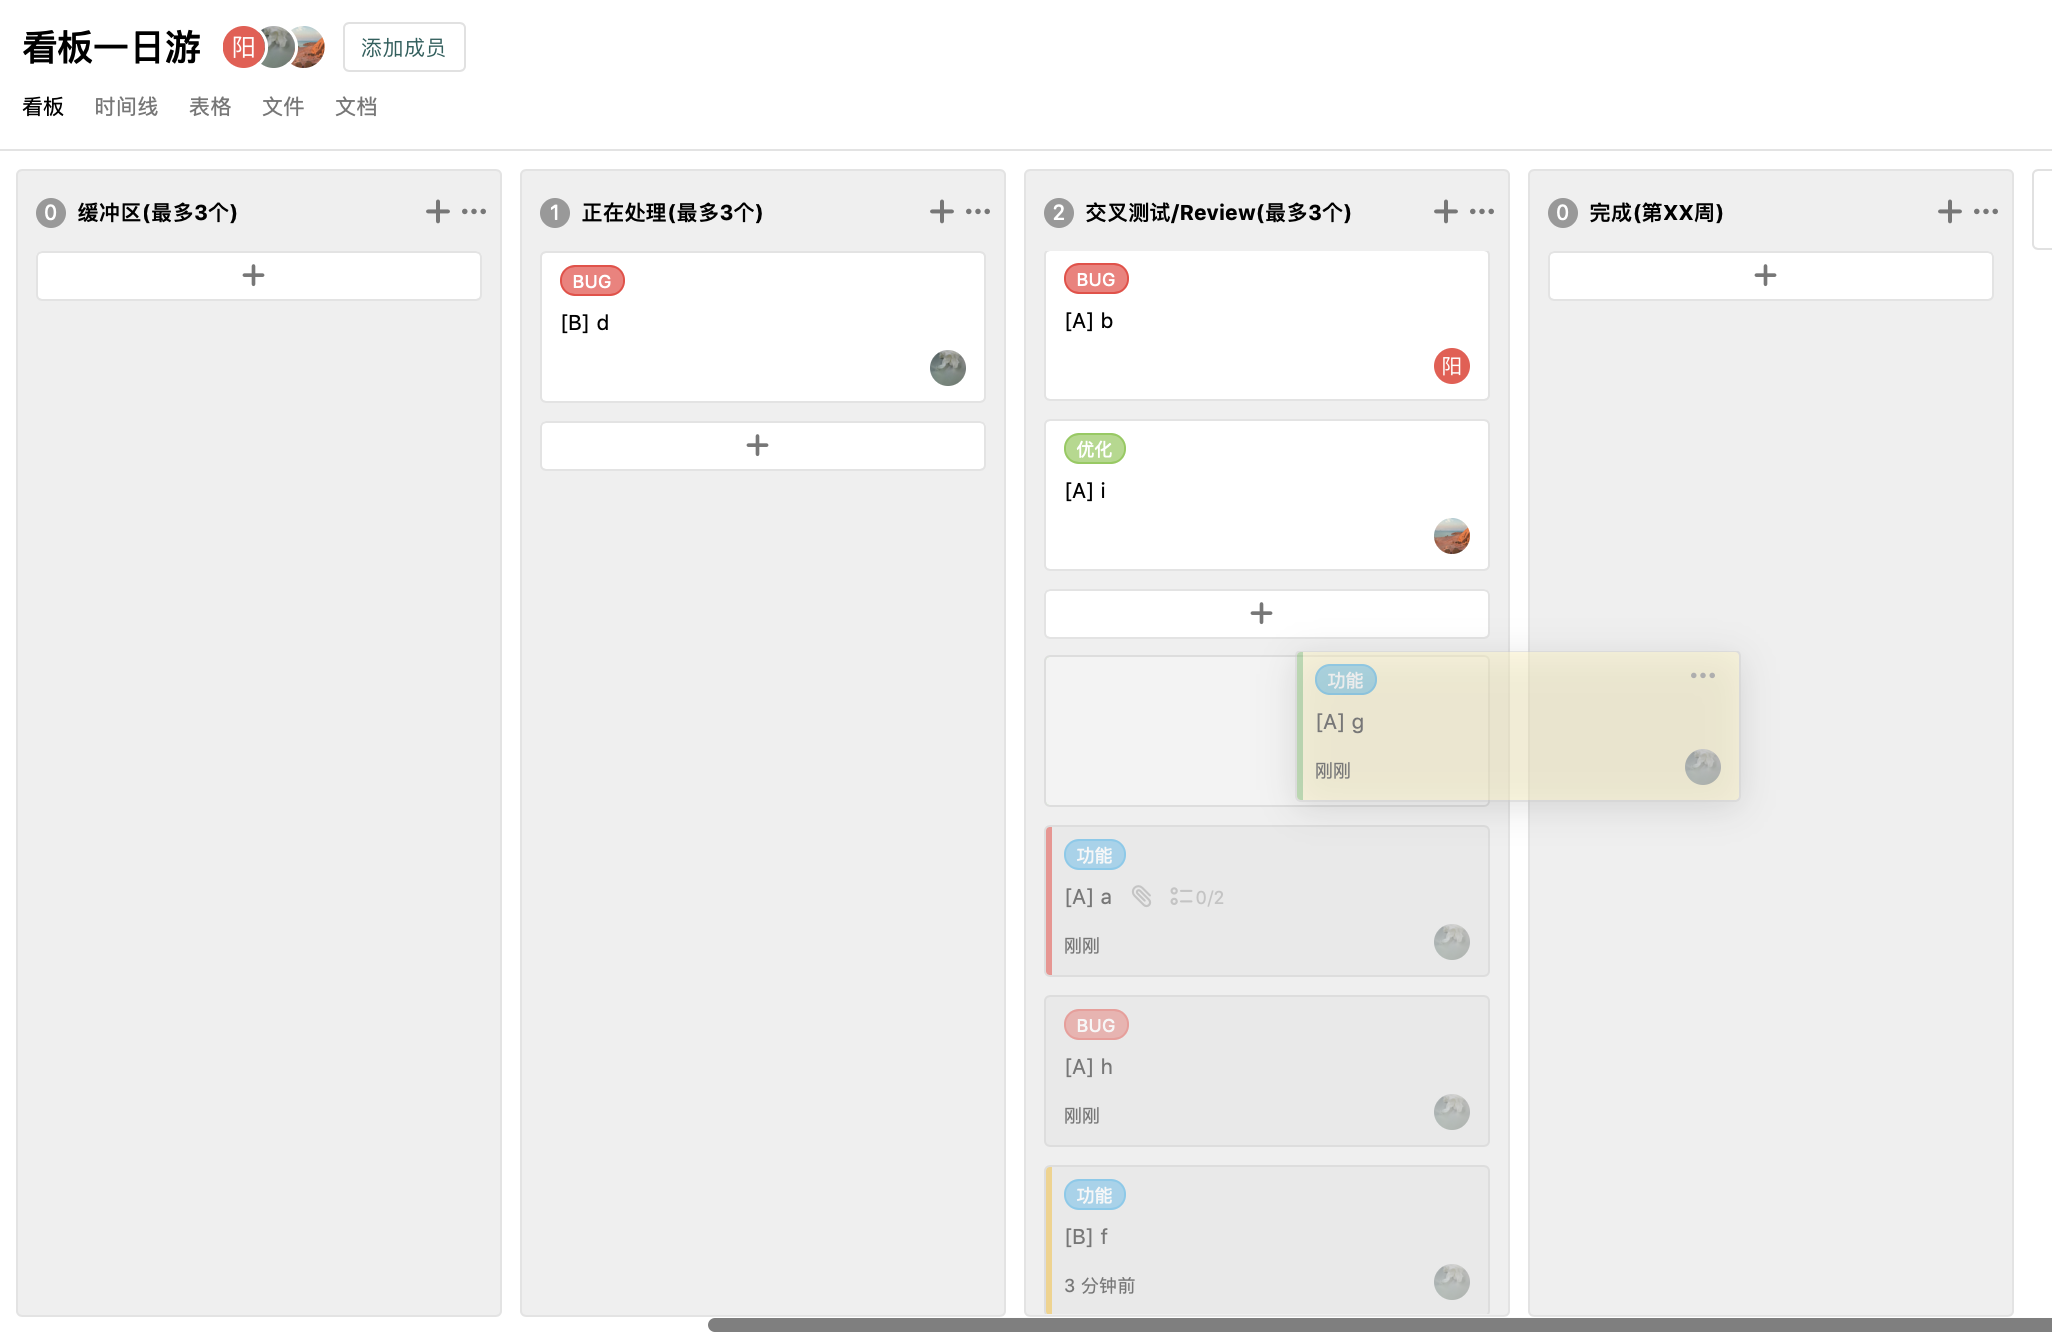 看板一日游
阳
添加成员
看板 时间线 表格 文件 文档
0 缓冲区(最多3个)
1 正在处理(最多3个)
BUG
[B] d
2 交叉测试/Review(最多3个)
BUG
[A] b
阳
优化
[A] i
功能
[A] g
刚刚
功能
[A] a 0/2
刚刚
BUG
[A] h
刚刚
功能
[B] f
3 分钟前
0 完成(第XX周)